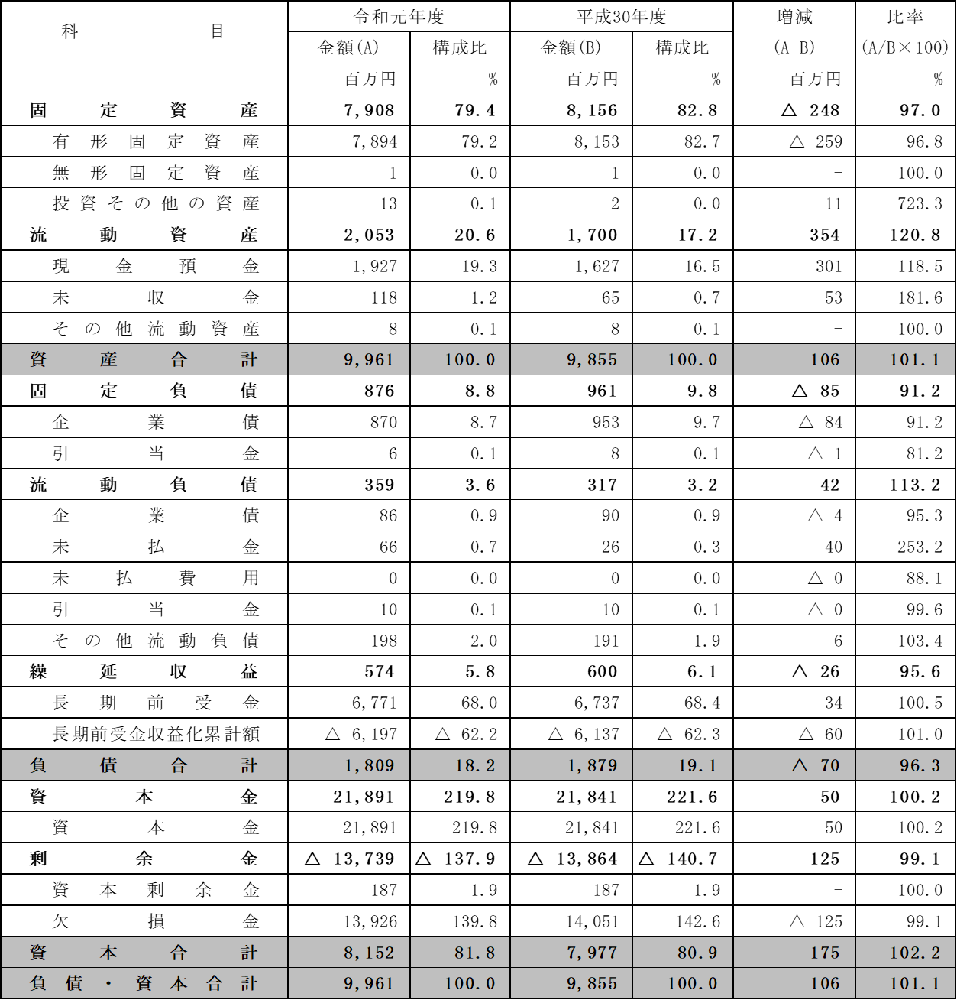 科 目 令和元年度 平成30年度 増減 比率
金額(A) 構成比 金額(B) 構成比 (A-B) (A/B×100)
百万円 % 百万円 % 百万円 %
固定資産 7,908 79.4 8,156 82.8 △ 248 97.0
有形固定資産 7,894 79.2 8,153 82.7 △ 259 96.8
無形固定資産 1 0.0 1 0.0 - 100.0
投資その他の資産 13 0.1 2 0.0 11 723.3
流動資産 2,053 20.6 1,700 17.2 354 120.8
現金預金 1,927 19.3 1,627 16.5 301 118.5
未収金 118 1.2 65 0.7 53 181.6
その他流動資産 8 0.1 8 0.1 - 100.0
資産合計 9,961 100.0 9,855 100.0 106 101.1
固定負債 876 8.8 961 9.8 △ 85 91.2
企業債 870 8.7 953 9.7 △ 84 91.2
引当金 6 0.1 8 0.1 △ 1 81.2
流動負債 359 3.6 317 3.2 42 113.2
企業債 86 0.9 90 0.9 △ 4 95.3
未払金 66 0.7 26 0.3 40 253.2
未払費用 0 0.0 0 0.0 △ 0 88.1
引当金 10 0.1 10 0.1 △ 0 99.6
その他流動負債 198 2.0 191 1.9 6 103.4
繰延収益 574 5.8 600 6.1 △ 26 95.6
長期前受金 6,771 68.0 6,737 68.4 34 100.5
長期前受金収益化累計額 △ 6,197 △ 62.2 △ 6,137 △ 62.3 △ 60 101.0
負債合計 1,809 18.2 1,879 19.1 △ 70 96.3
資本金 21,891 219.8 21,841 221.6 50 100.2
資本金 21,891 219.8 21,841 221.6 50 100.2
剰余金 △ 13,739 △ 137.9 △ 13,864 △ 140.7 125 99.1
資本剰余金 187 1.9 187 1.9 - 100.0
欠損金 13,926 139.8 14,051 142.6 △ 125 99.1
資本合計 8,152 81.8 7,977 80.9 175 102.2
負債・資本合計 9,961 100.0 9,855 100.0 106 101.1